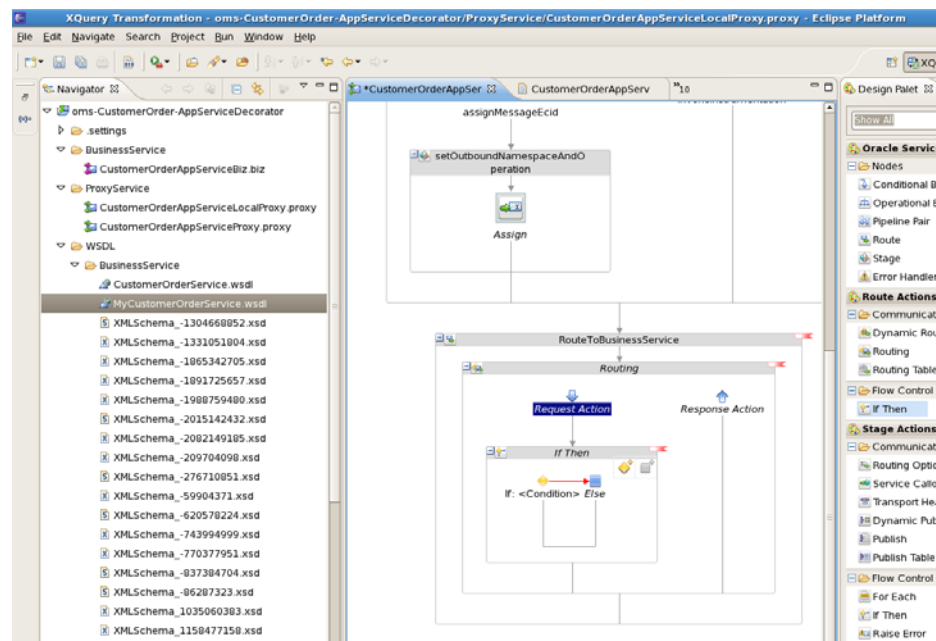 XQuery Transformation - oms-CustomerOrder-AppServiceDecorator/ProxyService/CustomerOrderAppServiceLocalProxy.proxy - Eclipse Platform
File Edit Navigate Search Project Run Window Help
XQ
Navigator
oms-CustomerOrder-AppServiceDecorator
.settings
BusinessService
CustomerOrderAppServiceBiz.biz
ProxyService
CustomerOrderAppServiceLocalProxy.proxy
CustomerOrderAppServiceProxy.proxy
WSDL
BusinessService
CustomerOrderService.wsdl
MyCustomerOrderService.wsdl
XMLSchema_-1304668852.xsd
XMLSchema_-1331051804.xsd
XMLSchema_-1865342705.xsd
XMLSchema_-1891725657.xsd
XMLSchema_-1988759480.xsd
XMLSchema_-2015142432.xsd
XMLSchema_-2082149185.xsd
XMLSchema_-209704098.xsd
XMLSchema_-276710851.xsd
XMLSchema_-59904371.xsd
XMLSchema_-620578224.xsd
XMLSchema_-743994999.xsd
XMLSchema_-770377951.xsd
XMLSchema_-837384704.xsd
XMLSchema_-86287323.xsd
XMLSchema_1035060383.xsd
XMLSchema_1158477158.xsd
*CustomerOrderAppSer
CustomerOrderAppServ
»10
assignMessageEcid
setOutboundNamespaceAndO
peration
Assign
RouteToBusinessService
Routing
Request Action
Response Action
If Then
If: <Condition> Else
Design Palet
Show All
Oracle Servic
Nodes
Conditional B
Operational B
Pipeline Pair
Route
Stage
Error Handler
Route Actions
Communicat
Dynamic Rou
Routing
Routing Table
Flow Control
If Then
Stage Actions
Communicat
Routing Optio
Service Callo
Transport He
Dynamic Pub
Publish
Publish Table
Flow Control
For Each
If Then
Raise Error